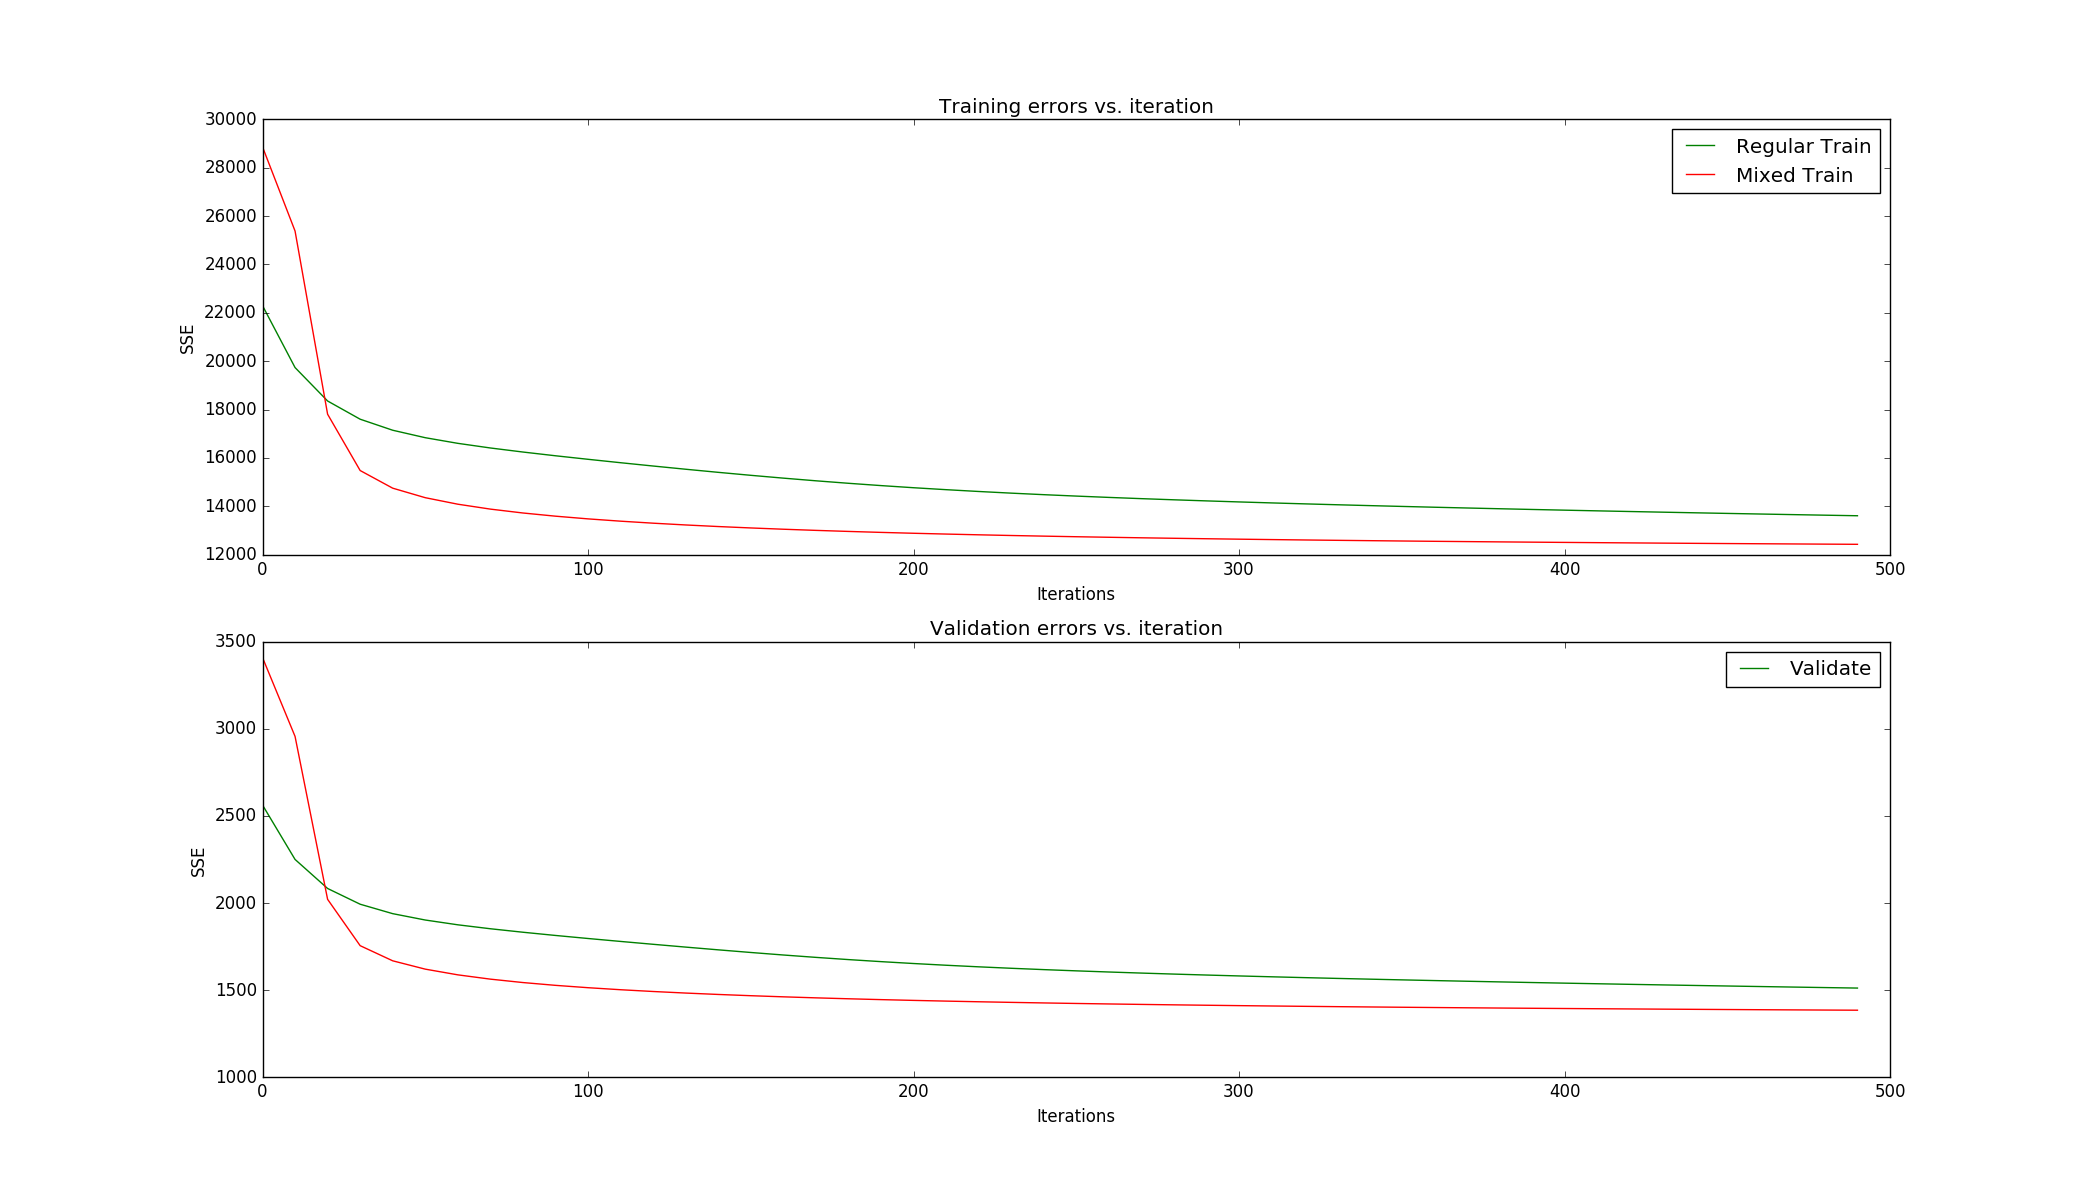 Training errors vs. iteration
30000
28000
26000
24000
22000
20000
18000
16000
14000
12000
SSE
Regular Train
Mixed Train
0 100 200 300 400 500
Iterations
Validation errors vs. iteration
3500
3000
2500
2000
1500
1000
SSE
Validate
0 100 200 300 400 500
Iterations